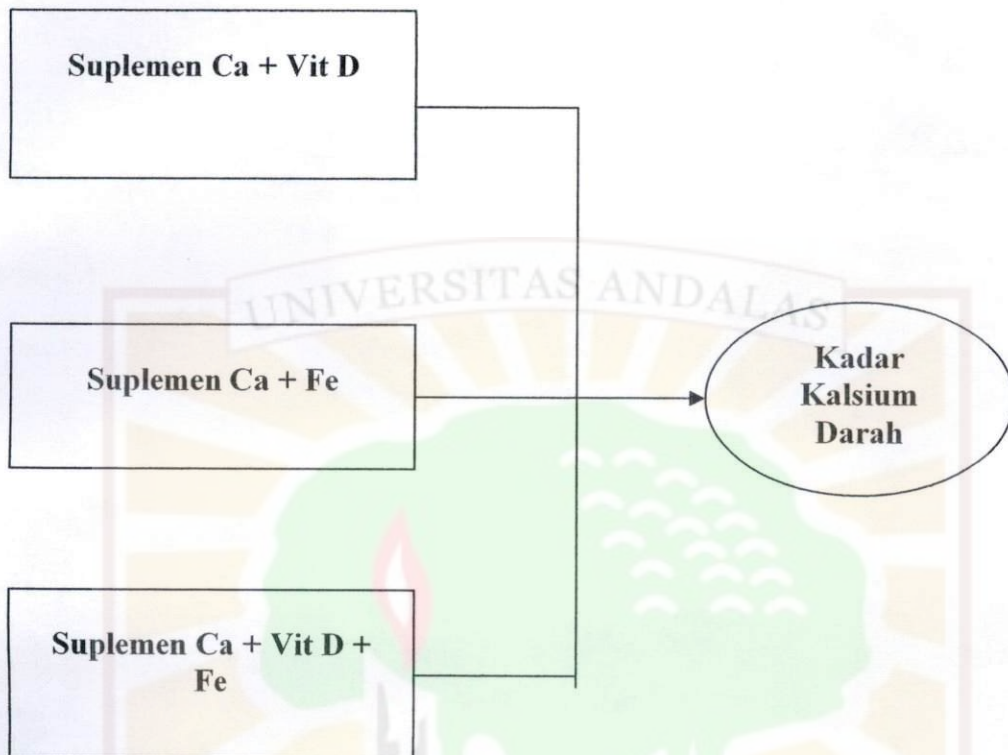 Suplemen Ca + Vit D
UNIVERSITAS ANDALAS
Suplemen Ca + Fe
Kadar
Kalsium
Darah
Suplemen Ca + Vit D +
Fe